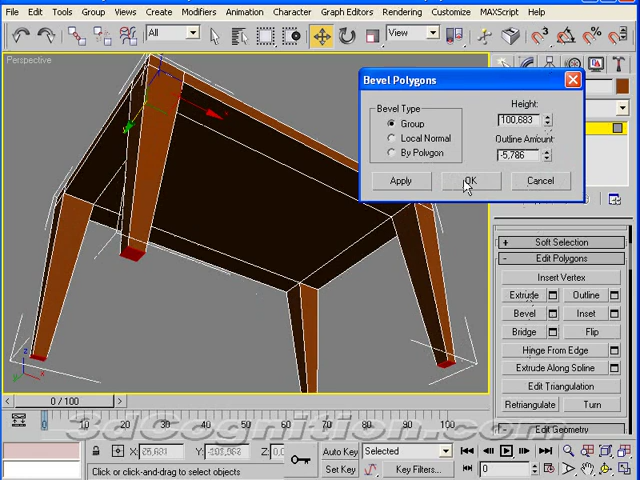 File Edit Tools Group Views Create Modifiers Animation Graph Editors Rendering Customize MAXScript Help
All
View
Perspective
Bevel Polygons
Bevel Type
Group
Local Normal
By Polygon
Height:
100,683
Outline Amount
-5,786
Apply OK Cancel
+ Soft Selection
- Edit Polygons
Insert Vertex
Extrude Outline
Bevel Inset
Bridge Flip
Hinge From Edge
Extrude Along Spline
Edit Triangulation
Retriangulate Turn
Edit Geometry
z
x
y
< 0 / 100 >
0 10 20 30 40 50 60 70 80 90 100
3dCognition.com
X: Y: Z:
Auto Key Selected
Set Key Key Filters...
0
Click or click-and-drag to select objects